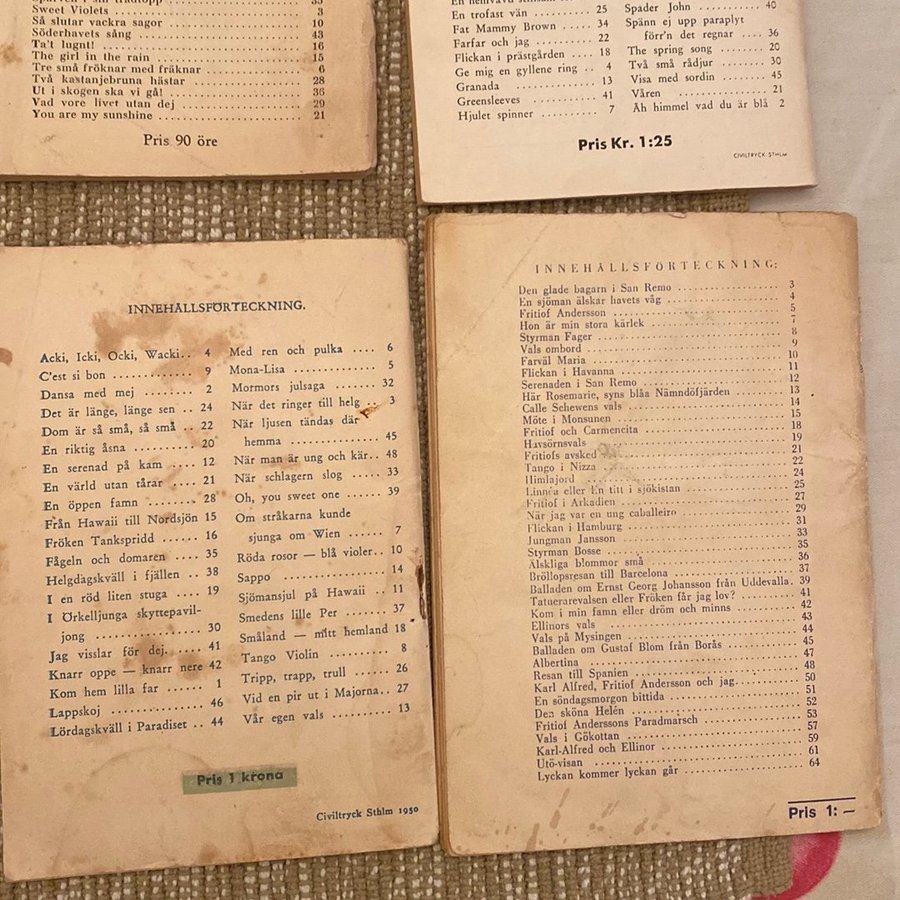 33
Sweet Violets 3
Så slutar vackra sagor 10
Söderhavets sång 43
Ta't lugnt! 16
The girl in the rain 15
Tre små fröknar med fräknar 6
Två kastanjebruna hästar 28
Ut i skogen ska vi gå! 36
Vad vore livet utan dej 29
You are my sunshine 21
Pris 90 öre
En trofast vän 25
Fat Mammy Brown 34
Farfar och jag 22
Flickan i prästgården 18
Ge mig en gyllene ring 4
Granada 13
Greensleeves 41
Hjulet spinner 7
Spader John 40
Spänn ej upp paraplyt
förr'n det regnar 36
The spring song 20
Två små rådjur 30
Visa med sordin 45
Våren 21
Åh himmel vad du är blå 2
Pris Kr. 1:25
CIVILTRYCK STHLM
INNEHÅLLSFÖRTECKNING.
Acki, Icki, Ocki, Wacki.. 4
C'est si bon 9
Dansa med mej 2
Det är länge, länge sen .. 24
Dom är så små, så små .. 22
En riktig åsna 20
En serenad på kam .... 12
En värld utan tårar .... 21
En öppen famn 28
Från Hawaii till Nordsjön 15
Fröken Tankspridd 16
Fågeln och domaren .... 35
Helgdagskväll i fjällen .. 38
I en röd liten stuga .... 19
I Örkelljunga skyttepavil-
jong 30
Jag visslar för dej. 41
Knarr oppe — knarr nere 42
Kom hem lilla far 1
Lappskoj 46
Lördagskväll i Paradiset .. 44
Med ren och pulka .... 6
Mona-Lisa 5
Mormors julsaga 32
När det ringer till helg .. 3
När ljusen tändas där
hemma 45
När man är ung och kär.. 48
När schlagern slog .... 33
Oh, you sweet one 39
Om stråkarna kunde
sjunga om Wien 7
Röda rosor — blå violer.. 10
Sappo 14
Sjömansjul på Hawaii .. 11
Smedens lille Per 37
Småland — mitt hemland 18
Tango Violin 8
Tripp, trapp, trull .... 26
Vid en pir ut i Majorna.. 27
Vår egen vals 13
Pris 1 krona
Civiltryck Sthlm 1950
INNEHÅLLSFÖRTECKNING:
Den glade bagarn i San Remo 3
En sjöman älskar havets våg 4
Fritiof Andersson 5
Hon är min stora kärlek 7
Styrman Fager 8
Vals ombord 9
Farväl Maria 10
Flickan i Havanna 11
Serenaden i San Remo 12
Här Rosemarie, syns blåa Nämndöfjärden 13
Calle Schewens vals 14
Möte i Monsunen 15
Fritiof och Carmencita 18
Havsörnsvals 19
Fritiofs avsked 21
Tango i Nizza 22
Himlajord 24
Linnéa eller En titt i sjökistan 25
Fritiof i Arkadien 27
När jag var en ung caballeiro 29
Flickan i Hamburg 31
Jungman Jansson 33
Styrman Bosse 35
Älskliga blommor små 36
Bröllopsresan till Barcelona 37
Balladen om Ernst Georg Johansson från Uddevalla. 39
Tatuerarevalsen eller Fröken får jag lov? 41
Kom i min famn eller dröm och minns 42
Ellinors vals 43
Vals på Mysingen 44
Balladen om Gustaf Blom från Borås 45
Albertina 47
Resan till Spanien 48
Karl Alfred, Fritiof Andersson och jag 50
En söndagsmorgon bittida 51
Den sköna Helén 52
Fritiof Anderssons Paradmarsch 53
Vals i Gökottan 57
Karl-Alfred och Ellinor 59
Utö-visan 61
Lyckan kommer lyckan går 64
Pris 1: —